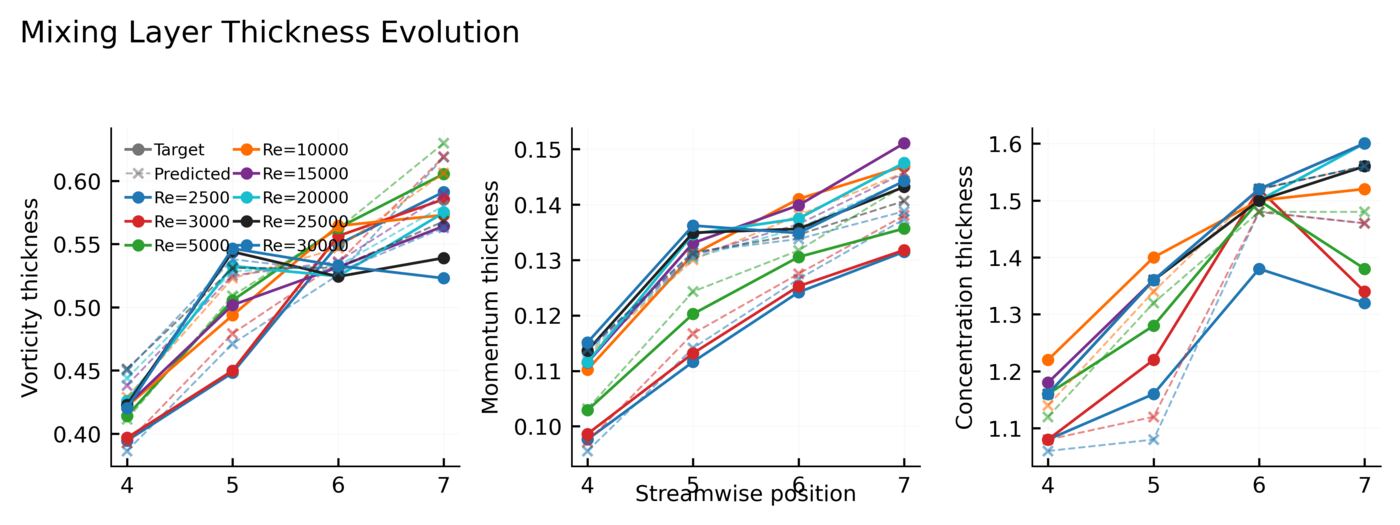 Mixing Layer Thickness Evolution
Vorticity thickness
0.60
0.55
0.50
0.45
0.40
4 5 6 7
Target
Predicted
Re=2500
Re=3000
Re=5000
Re=10000
Re=15000
Re=20000
Re=25000
Re=30000
Momentum thickness
0.15
0.14
0.13
0.12
0.11
0.10
4 5 6 7
Streamwise position
Concentration thickness
1.6
1.5
1.4
1.3
1.2
1.1
4 5 6 7